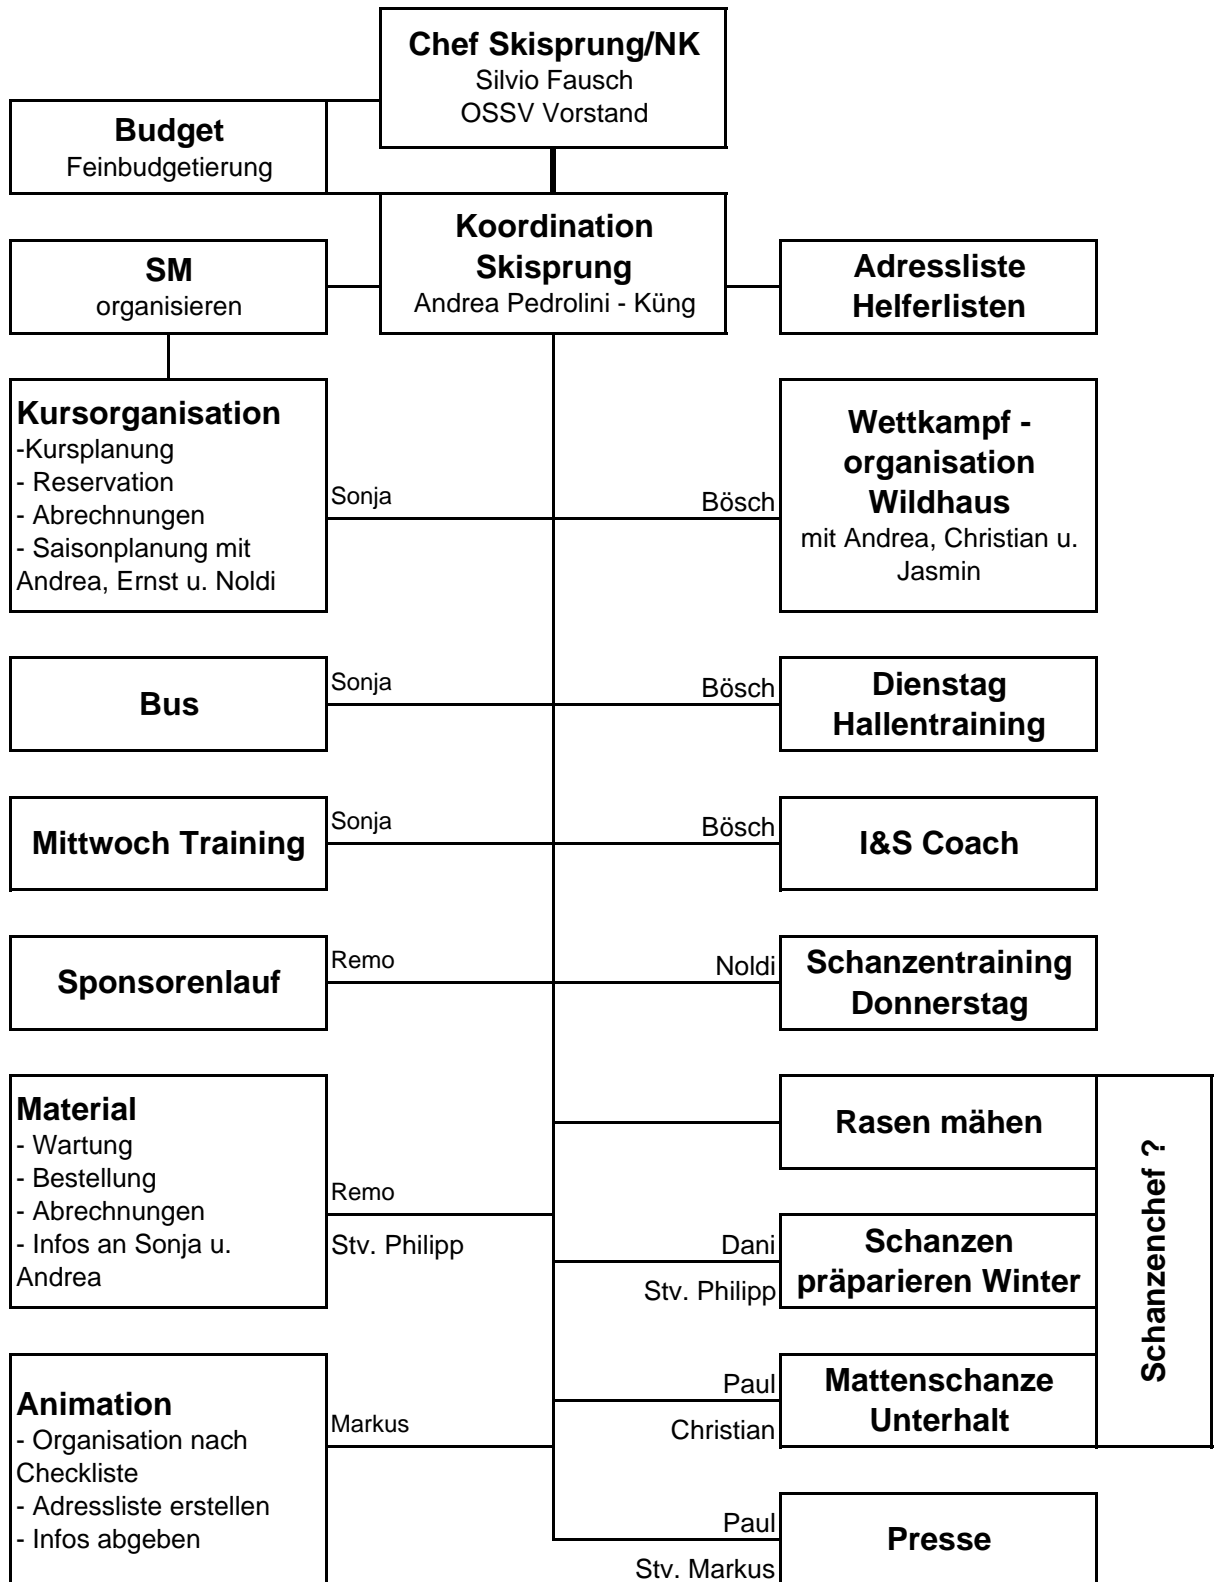 Chef Skisprung/NK
Silvio Fausch
OSSV Vorstand
Budget
Feinbudgetierung
Koordination
Skisprung
Andrea Pedrolini - Küng
SM
organisieren
Adressliste
Helferlisten
Kursorganisation
-Kursplanung
- Reservation
- Abrechnungen
- Saisonplanung mit
Andrea, Ernst u. Noldi
Sonja
Bösch
Wettkampf -
organisation
Wildhaus
mit Andrea, Christian u.
Jasmin
Bus
Sonja
Bösch
Dienstag
Hallentraining
Mittwoch Training
Sonja
Bösch
I&S Coach
Sponsorenlauf
Remo
Noldi
Schanzentraining
Donnerstag
Material
- Wartung
- Bestellung
- Abrechnungen
- Infos an Sonja u.
Andrea
Remo
Stv. Philipp
Rasen mähen
Dani
Stv. Philipp
Schanzen
präparieren Winter
Schanzenchef ?
Animation
- Organisation nach
Checkliste
- Adressliste erstellen
- Infos abgeben
Markus
Paul
Christian
Mattenschanze
Unterhalt
Paul
Stv. Markus
Presse